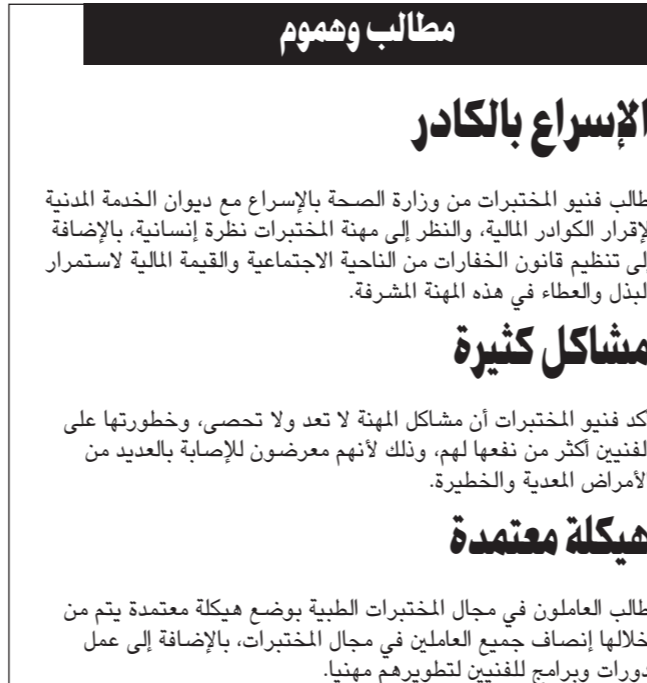 مطالب وهموم
الإسراع بالكادر
طالب فنيو المختبرات من وزارة الصحة بالإسراع مع ديوان الخدمة المدنية
لإقرار الكوادر المالية، والنظر إلى مهنة المختبرات نظرة إنسانية، بالإضافة
إلى تنظيم قانون الخفارات من الناحية الاجتماعية والقيمة المالية لاستمرار
لبذل والعطاء في هذه المهنة المشرفة.
مشاكل كثيرة
كد فنيو المختبرات أن مشاكل المهنة لا تعد ولا تحصى، وخطورتها على
لفنيين أكثر من نفعها لهم، وذلك لأنهم معرضون للإصابة بالعديد من
لأمراض المعدية والخطيرة.
هيكلة معتمدة
طالب العاملون في مجال المختبرات الطبية بوضع هيكلة معتمدة يتم من
خلالها إنصاف جميع العاملين في مجال المختبرات، بالإضافة إلى عمل
دورات وبرامج للفنيين لتطويرهم مهنيا.